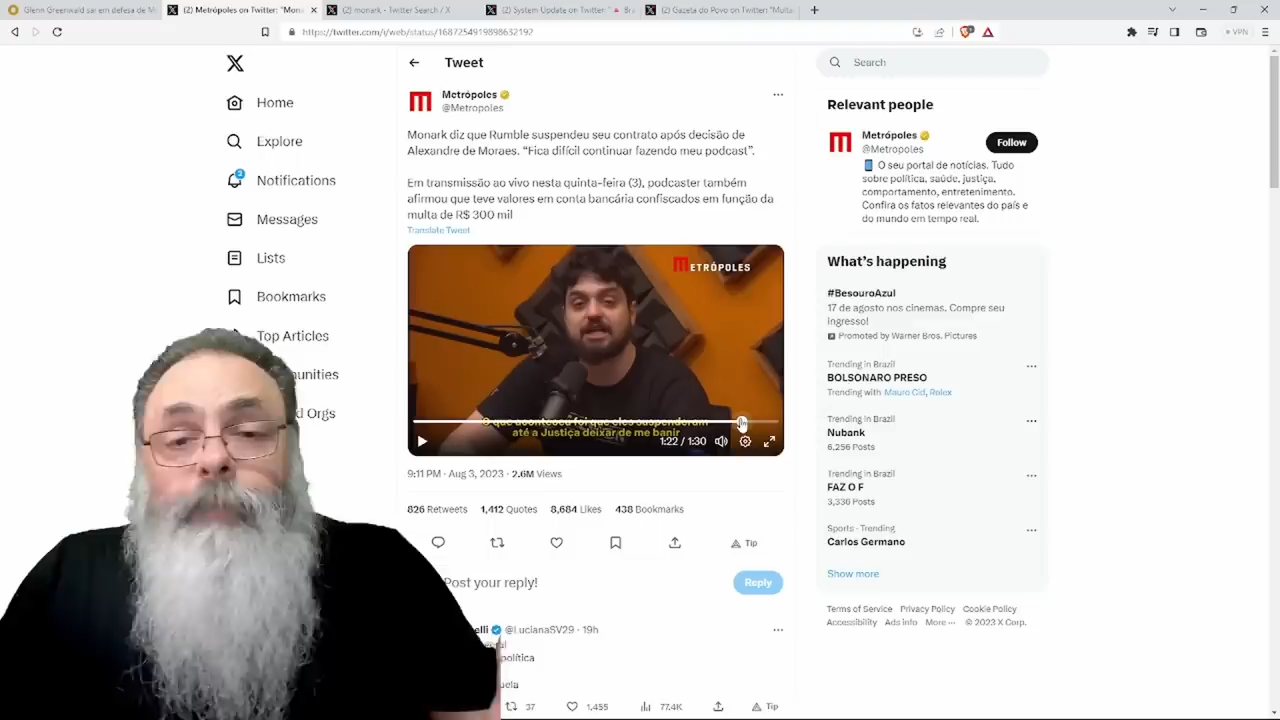 Glenn Greenwald sai em defesa de M
(2) Metrópoles on Twitter: "Mona
(2) monark - Twitter Search / X
(2) System Update on Twitter: "
(2) Gazeta do Povo on Twitter: "Mult
https://twitter.com/i/web/status/1687254919898632192
VPN
Home
Explore
2
Notifications
Messages
Lists
Bookmarks
Top Articles
unities
d Orgs
Tweet
Metrópoles
@Metropoles
Monark diz que Rumble suspendeu seu contrato após decisão de
Alexandre de Moraes. “Fica difícil continuar fazendo meu podcast”.
Em transmissão ao vivo nesta quinta-feira (3), podcaster também
afirmou que teve valores em conta bancária confiscados em função da
multa de R$ 300 mil
Translate Tweet
METRÓPOLES
O que aconteceu foi que eles suspenderam
até a Justiça deixar de me banir
1:22 / 1:30
9:11 PM · Aug 3, 2023 · 2.6M Views
826 Retweets 1,412 Quotes 8,684 Likes 438 Bookmarks
Tip
Post your reply!
Reply
elli @LucianaSV29 · 19h
política
uela
37 1,455 77.4K Tip
Search
Relevant people
Metrópoles
@Metropoles
Follow
O seu portal de notícias. Tudo
sobre política, saúde, justiça,
comportamento, entretenimento.
Confira os fatos relevantes do país e
do mundo em tempo real.
What’s happening
#BesouroAzul
17 de agosto nos cinemas. Compre seu
ingresso!
Promoted by Warner Bros. Pictures
Trending in Brazil
BOLSONARO PRESO
Trending with Mauro Cid, Rolex
Trending in Brazil
Nubank
6,256 Posts
Trending in Brazil
FAZ O F
3,336 Posts
Sports · Trending
Carlos Germano
Show more
Terms of Service Privacy Policy Cookie Policy
Accessibility Ads info More ··· © 2023 X Corp.